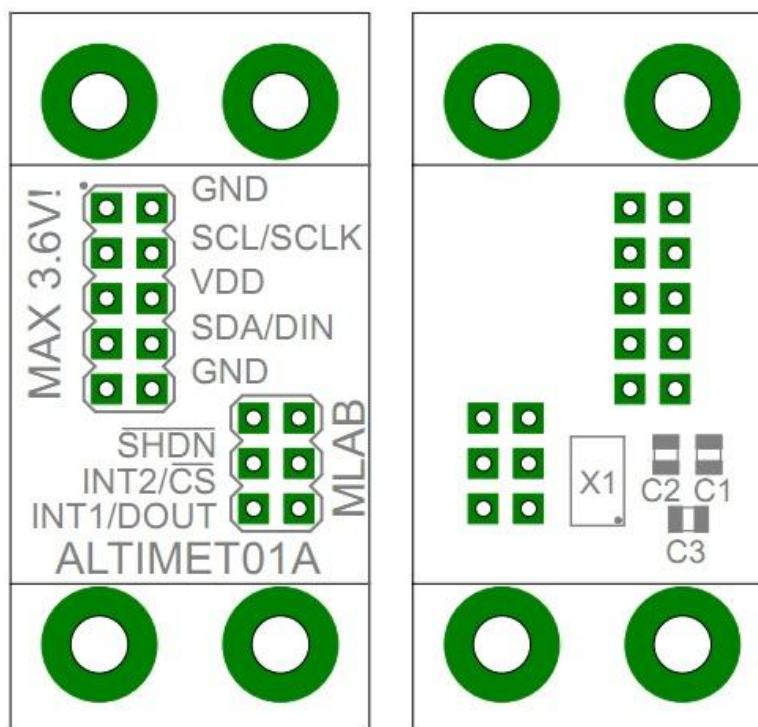 MAX 3.6V!
GND
SCL/SCLK
VDD
SDA/DIN
GND
SHDN
INT2/CS
INT1/DOUT
MLAB
ALTIMET01A
X1
C2
C1
C3